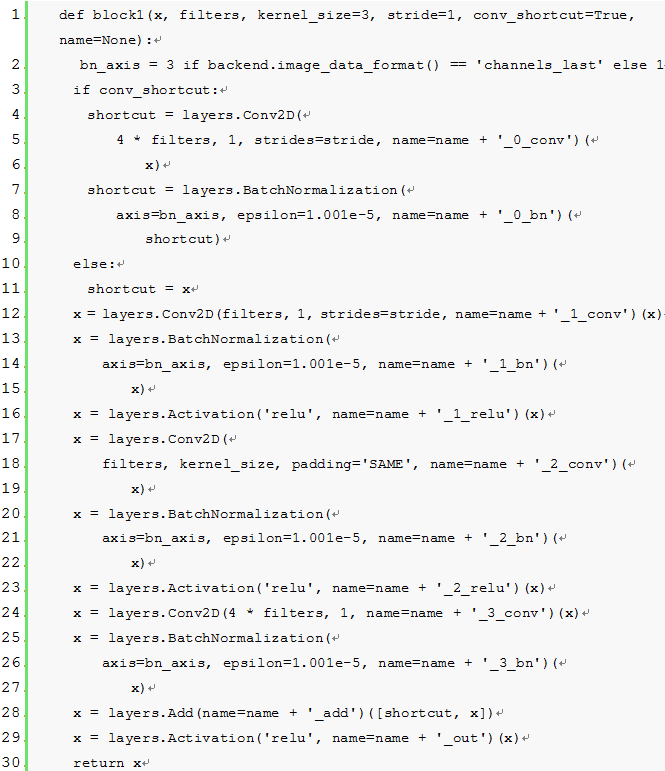 1. def block1(x, filters, kernel_size=3, stride=1, conv_shortcut=True,
name=None):↵
2. bn_axis = 3 if backend.image_data_format() == 'channels_last' else 1
3. if conv_shortcut:↵
4. shortcut = layers.Conv2D(↵
5. 4 * filters, 1, strides=stride, name=name + '_0_conv')(↵
6. x)↵
7. shortcut = layers.BatchNormalization(↵
8. axis=bn_axis, epsilon=1.001e-5, name=name + '_0_bn')(↵
9. shortcut)↵
10. else:↵
11. shortcut = x↵
12. x = layers.Conv2D(filters, 1, strides=stride, name=name + '_1_conv')(x)
13. x = layers.BatchNormalization(↵
14. axis=bn_axis, epsilon=1.001e-5, name=name + '_1_bn')(↵
15. x)↵
16. x = layers.Activation('relu', name=name + '_1_relu')(x)↵
17. x = layers.Conv2D(↵
18. filters, kernel_size, padding='SAME', name=name + '_2_conv')(↵
19. x)↵
20. x = layers.BatchNormalization(↵
21. axis=bn_axis, epsilon=1.001e-5, name=name + '_2_bn')(↵
22. x)↵
23. x = layers.Activation('relu', name=name + '_2_relu')(x)↵
24. x = layers.Conv2D(4 * filters, 1, name=name + '_3_conv')(x)↵
25. x = layers.BatchNormalization(↵
26. axis=bn_axis, epsilon=1.001e-5, name=name + '_3_bn')(↵
27. x)↵
28. x = layers.Add(name=name + '_add')([shortcut, x])↵
29. x = layers.Activation('relu', name=name + '_out')(x)↵
30. return x↵